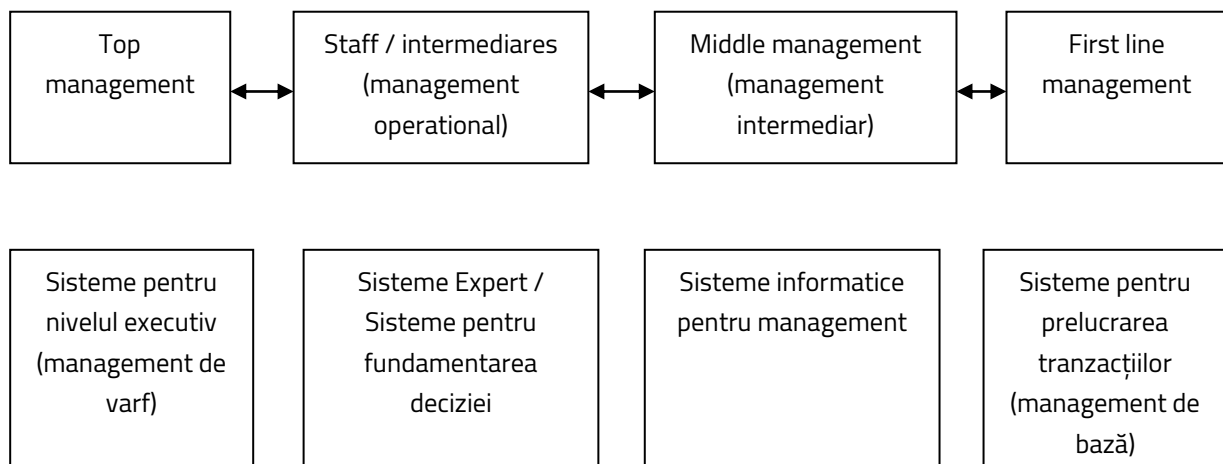 Top
management
Staff / intermediares
(management
operational)
Middle management
(management
intermediar)
First line
management
Sisteme pentru
nivelul executiv
(management de
varf)
Sisteme Expert /
Sisteme pentru
fundamentarea
deciziei
Sisteme informatice
pentru management
Sisteme pentru
prelucrarea
tranzacțiilor
(management de
bază)